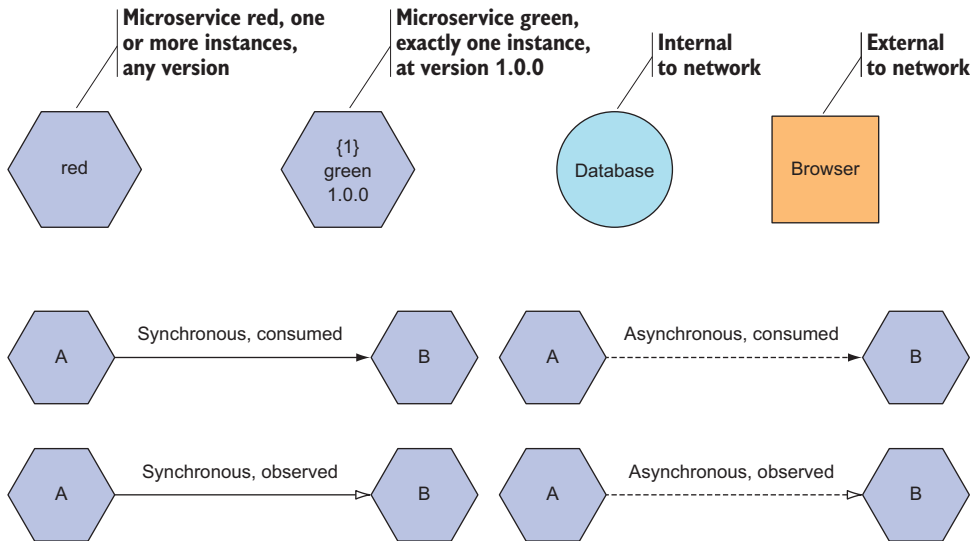 Microservice red, one
or more instances,
any version
Microservice green,
exactly one instance,
at version 1.0.0
Internal
to network
External
to network
red
{1}
green
1.0.0
Database
Browser
A
Synchronous, consumed
B
A
Asynchronous, consumed
B
A
Synchronous, observed
B
A
Asynchronous, observed
B